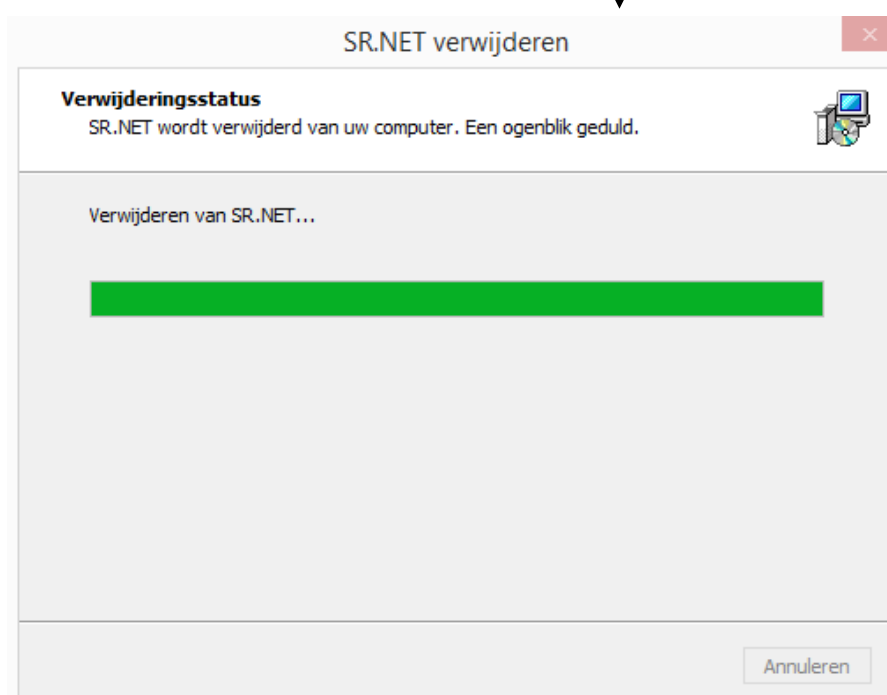 SR.NET verwijderen
Verwijderingsstatus
SR.NET wordt verwijderd van uw computer. Een ogenblik geduld.
Verwijderen van SR.NET...
Annuleren